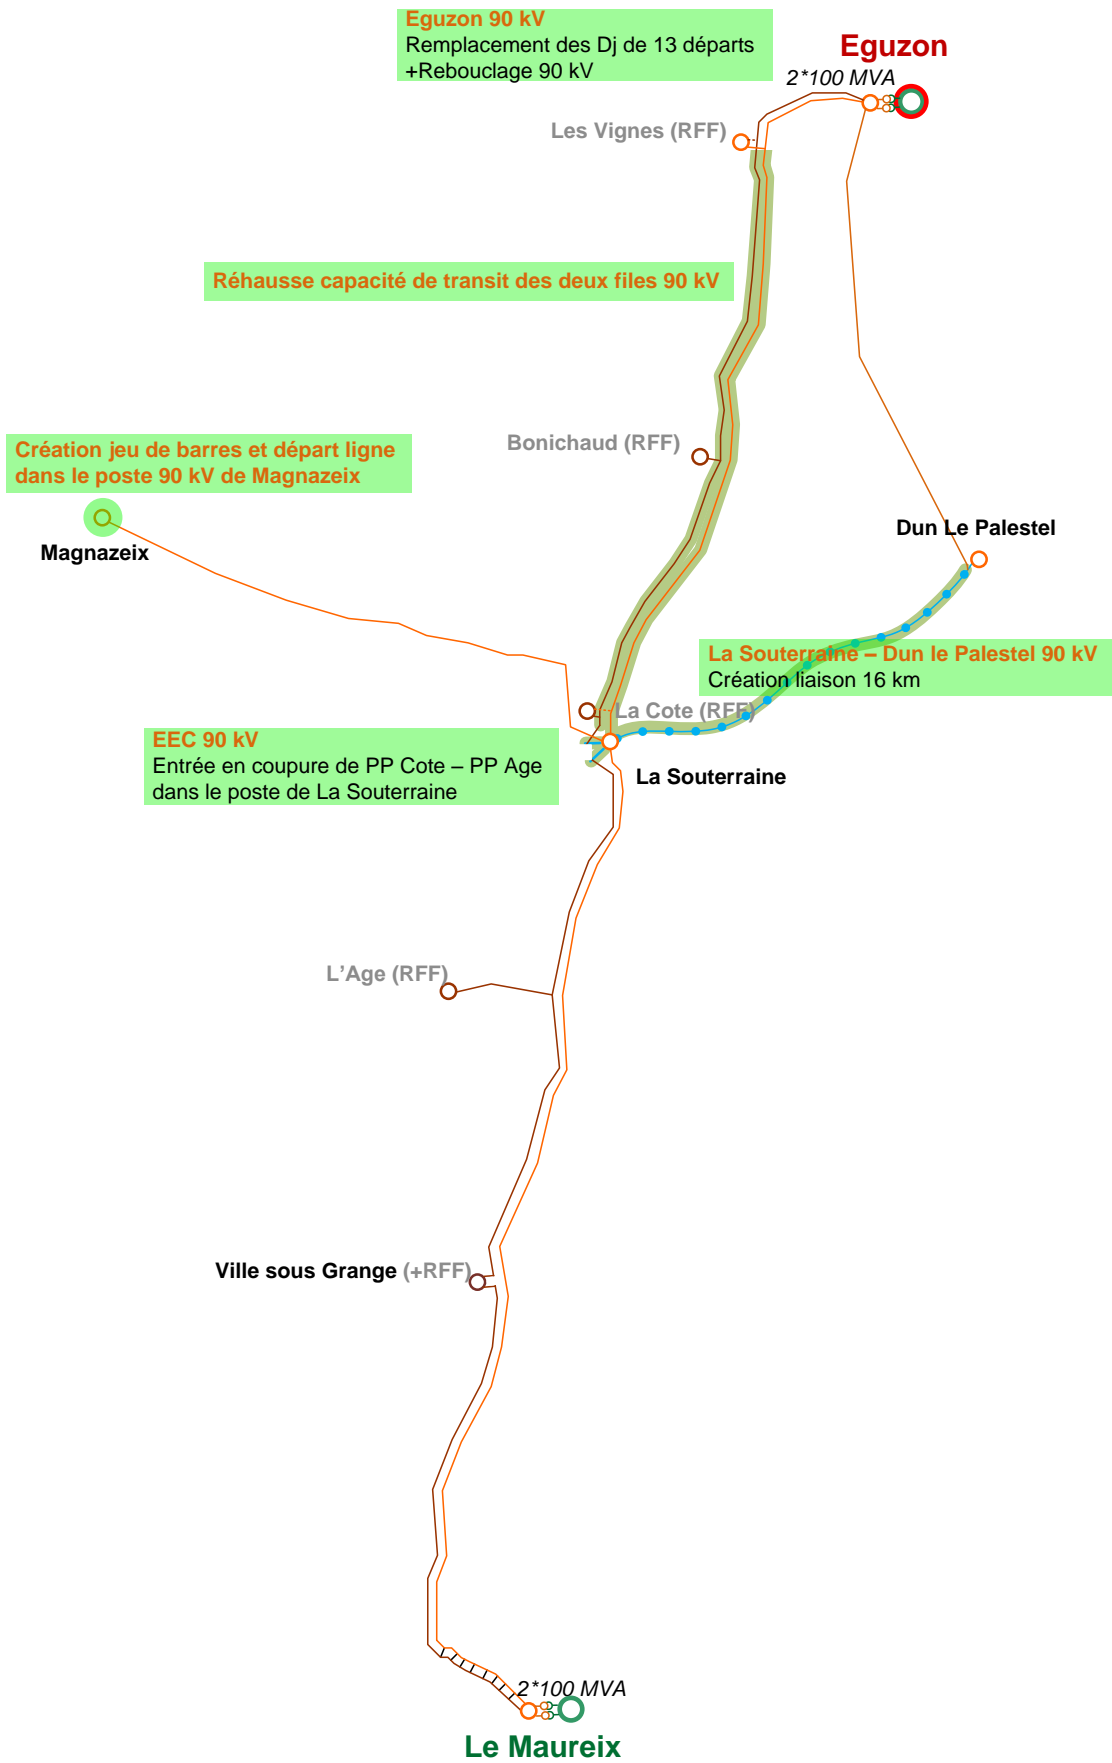 Eguzon 90 kV
Remplacement des Dj de 13 départs
+Rebouclage 90 kV
Eguzon
2*100 MVA
Les Vignes (RFF)
Réhausse capacité de transit des deux files 90 kV
Bonichaud (RFF)
Création jeu de barres et départ ligne
dans le poste 90 kV de Magnazeix
Magnazeix
Dun Le Palestel
La Souterraine – Dun le Palestel 90 kV
Création liaison 16 km
La Cote (RFF)
EEC 90 kV
Entrée en coupure de PP Cote – PP Age
dans le poste de La Souterraine
La Souterraine
L'Age (RFF)
Ville sous Grange (+RFF)
2*100 MVA
Le Maureix